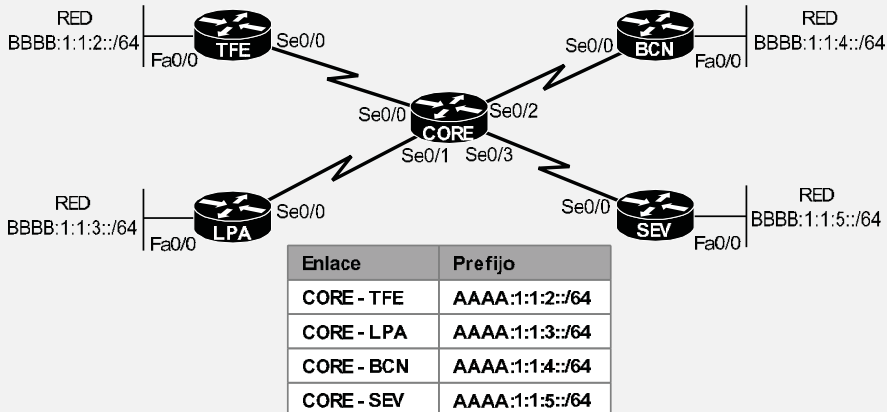 RED
BBBB:1:1:2::/64
Fa0/0
TFE
Se0/0
Se0/0
BCN
Fa0/0
RED
BBBB:1:1:4::/64
Se0/0
Se0/2
CORE
Se0/1
Se0/3
RED
BBBB:1:1:3::/64
Fa0/0
LPA
Se0/0
Se0/0
SEV
Fa0/0
RED
BBBB:1:1:5::/64
Enlace Prefijo
CORE - TFE AAAA:1:1:2::/64
CORE - LPA AAAA:1:1:3::/64
CORE - BCN AAAA:1:1:4::/64
CORE - SEV AAAA:1:1:5::/64